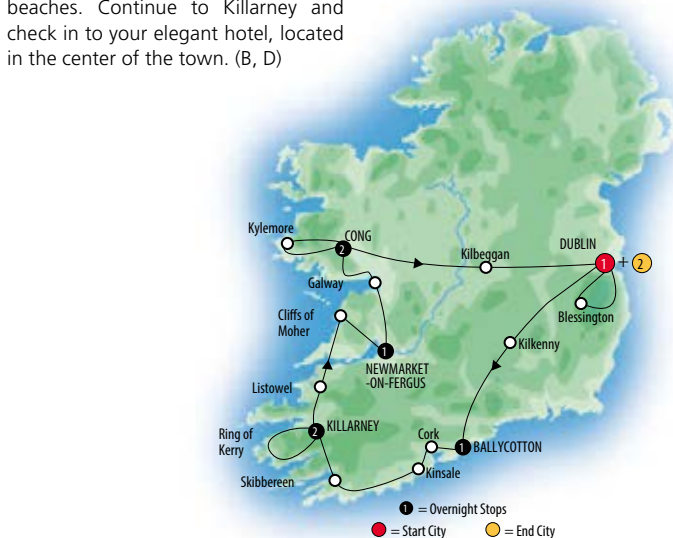 beaches. Continue to Killarney and
check in to your elegant hotel, located
in the center of the town. (B, D)
Kylemore
CONG
2
Kilbeggan
DUBLIN
1 + 2
Galway
Blessington
Cliffs of
Moher
Kilkenny
1
NEWMARKET
-ON-FERGUS
Listowel
2 KILLARNEY
Ring of
Kerry
Cork
1 BALLYCOTTON
Kinsale
Skibbereen
1 = Overnight Stops
= Start City
= End City